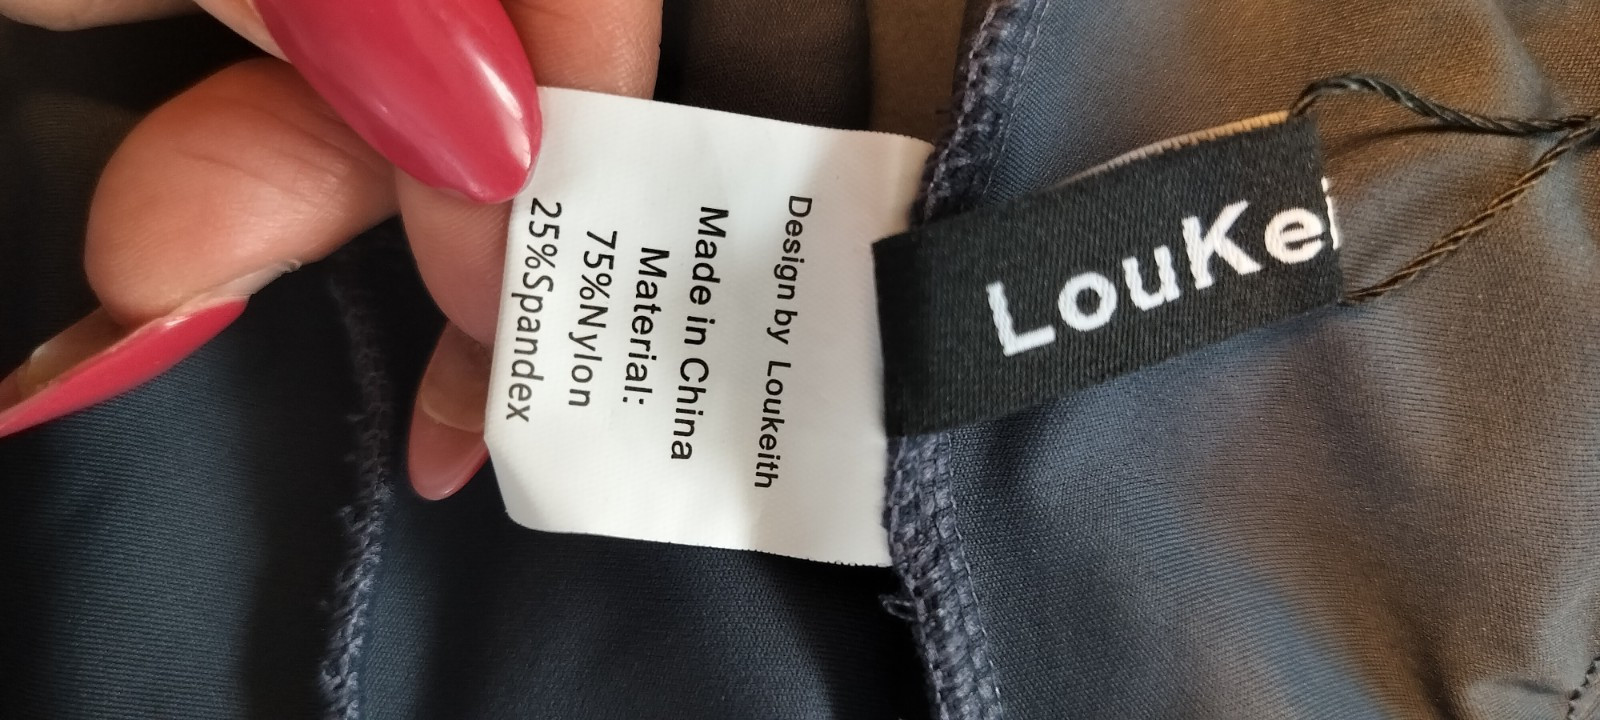 Design by Loukeith
Made in China
Material:
75%Nylon
25%Spandex
LouKei